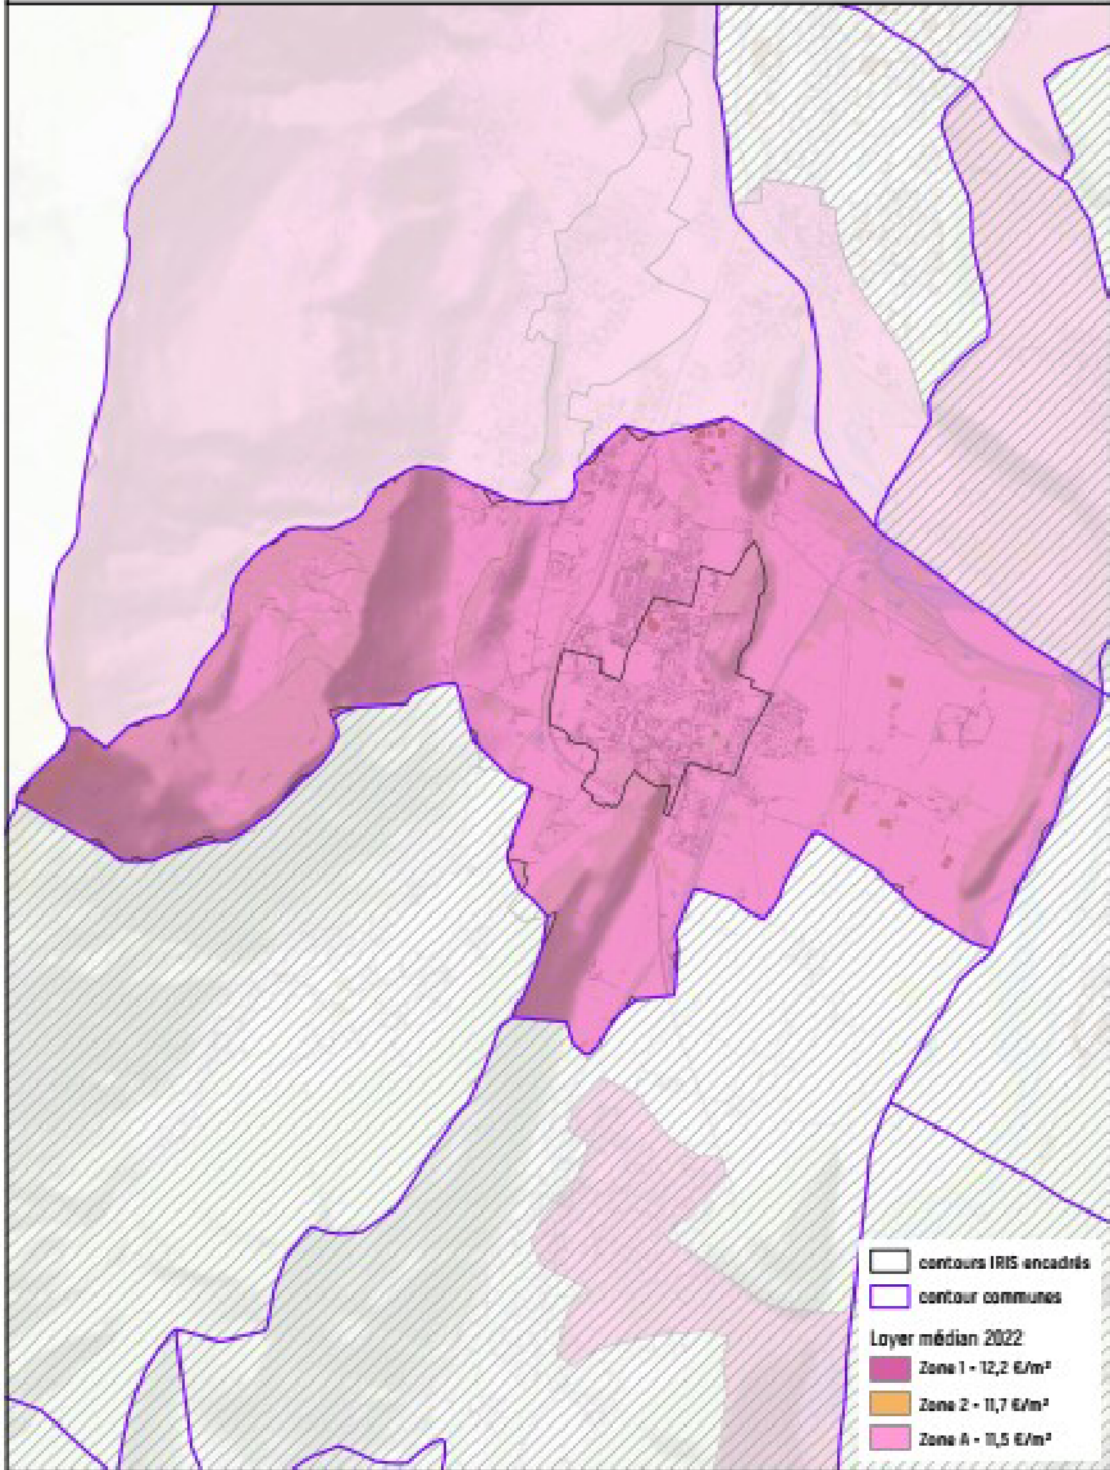 contours IRIS encadrés
contour communes
Loyer médian 2022
Zone 1 - 12,2 €/m²
Zone 2 - 11,7 €/m²
Zone A - 11,5 €/m²